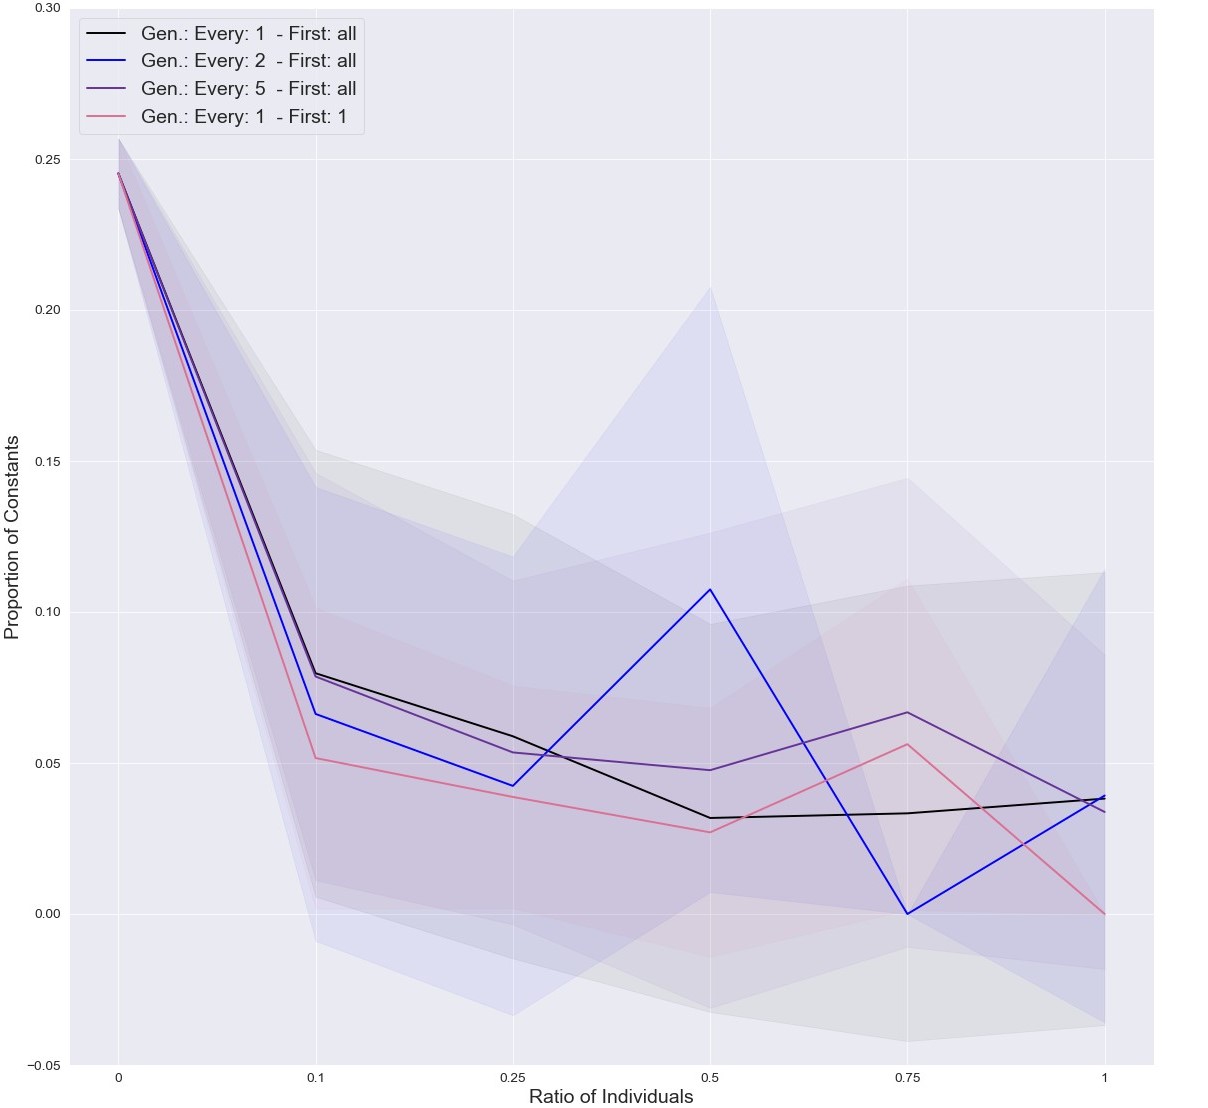 0.30
0.25
0.20
0.15
0.10
0.05
0.00
−0.05
Proportion of Constants
Gen.: Every: 1 - First: all
Gen.: Every: 2 - First: all
Gen.: Every: 5 - First: all
Gen.: Every: 1 - First: 1
0 0.1 0.25 0.5 0.75 1
Ratio of Individuals